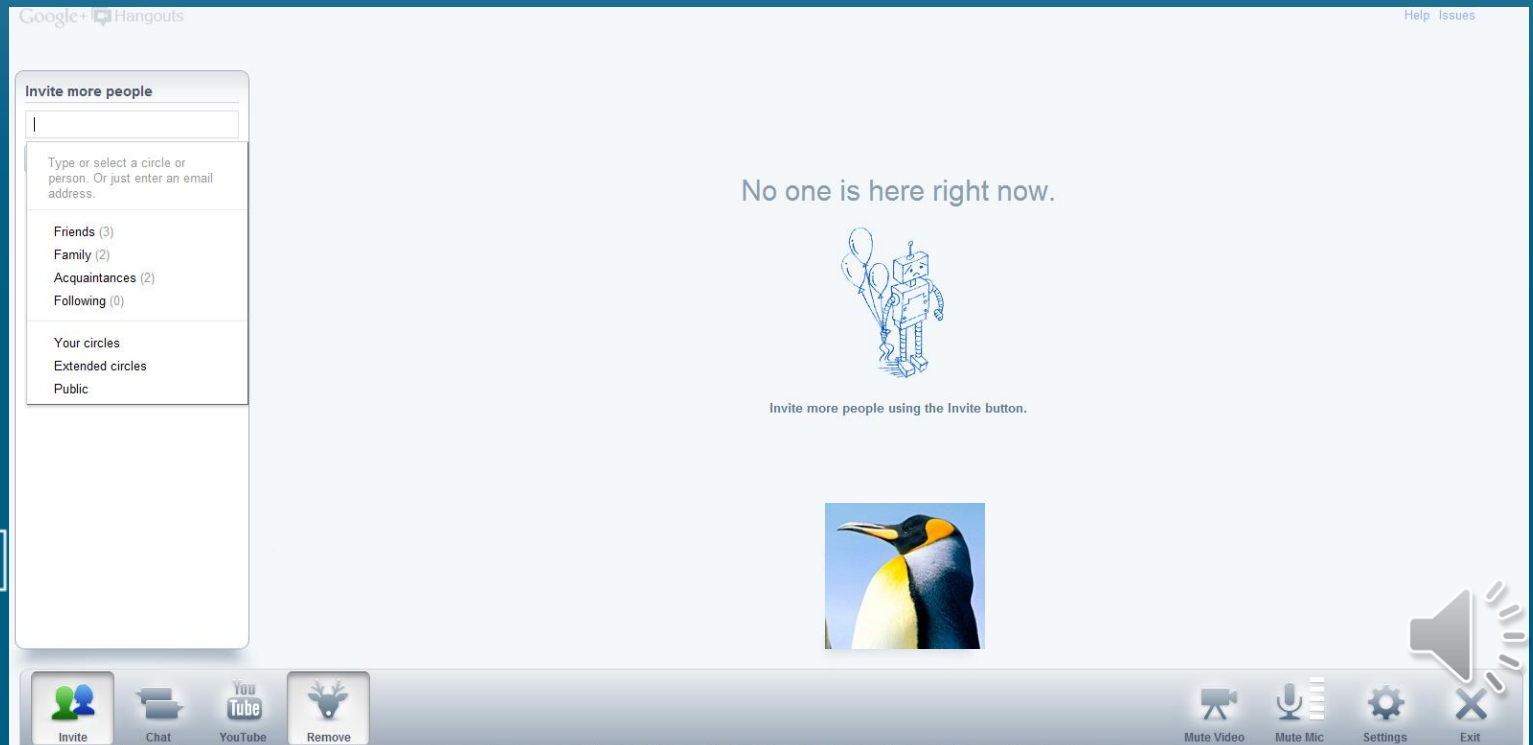 Google+ Hangouts
Help Issues
Invite more people
Type or select a circle or
person. Or just enter an email
address.
Friends (3)
Family (2)
Acquaintances (2)
Following (0)
Your circles
Extended circles
Public
No one is here right now.
Invite more people using the Invite button.
You
Tube
Invite
Chat
YouTube
Remove
Mute Video
Mute Mic
Settings
Exit